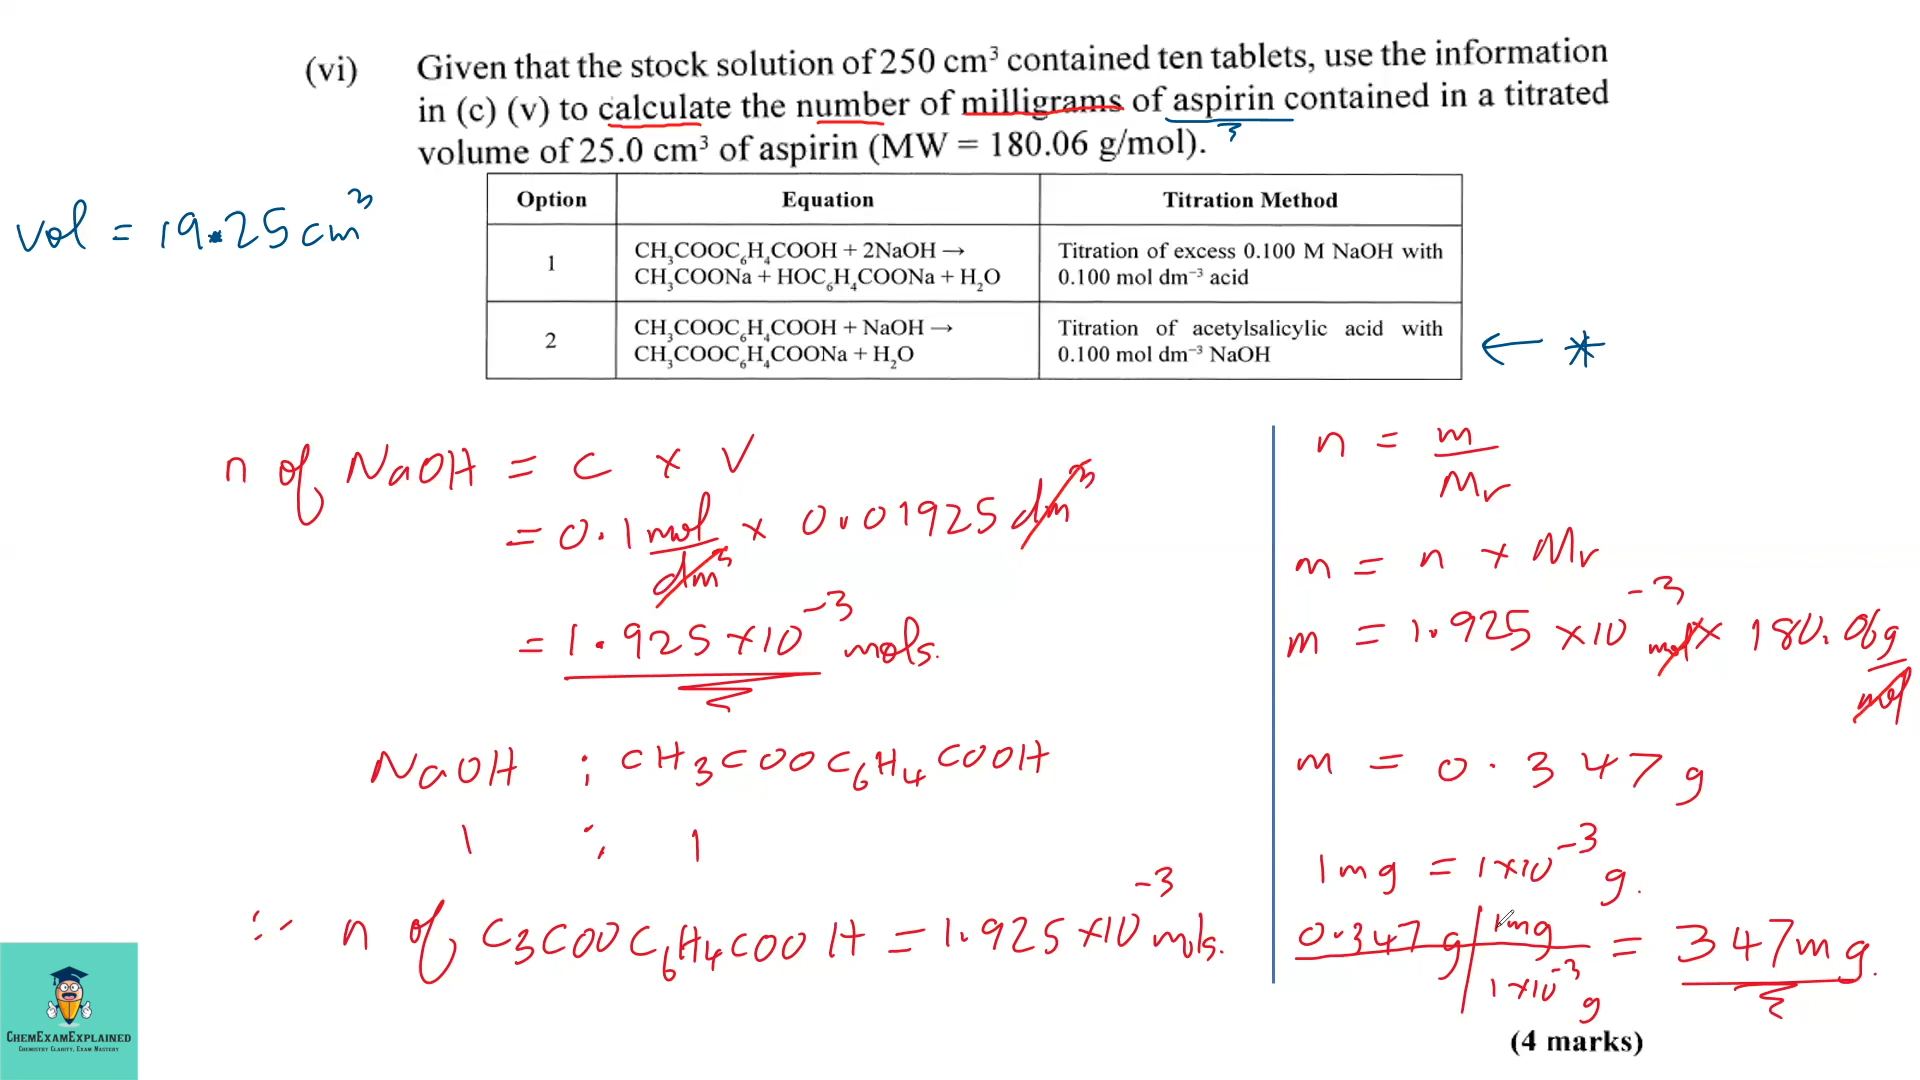 (vi) Given that the stock solution of 250 cm³ contained ten tablets, use the information
in (c) (v) to calculate the number of milligrams of aspirin contained in a titrated
volume of 25.0 cm³ of aspirin (MW = 180.06 g/mol).
vol = 19.25 cm³
Option Equation Titration Method
1
CH₃COOC₆H₄COOH + 2NaOH →
CH₃COONa + HOC₆H₄COONa + H₂O
Titration of excess 0.100 M NaOH with
0.100 mol dm⁻³ acid
2
CH₃COOC₆H₄COOH + NaOH →
CH₃COOC₆H₄COONa + H₂O
Titration of acetylsalicylic acid with
0.100 mol dm⁻³ NaOH
← *
n of NaOH = c × V
= 0.1 mol/dm³ × 0.01925 dm³
= 1.925 × 10⁻³ mols.
NaOH : CH₃COOC₆H₄COOH
1 : 1
∴ n of C₃COOC₆H₄COOH = 1.925 × 10⁻³ mols.
n = m/Mr
m = n × Mr
m = 1.925 × 10⁻³ mol × 180.06 g/mol
m = 0.347 g
1 mg = 1 × 10⁻³ g.
0.347 g | 1 mg / 1 × 10⁻³ g = 347 mg.
(4 marks)
CHEMEXAMEXPLAINED
CHEMISTRY CLARITY, EXAM MASTERY